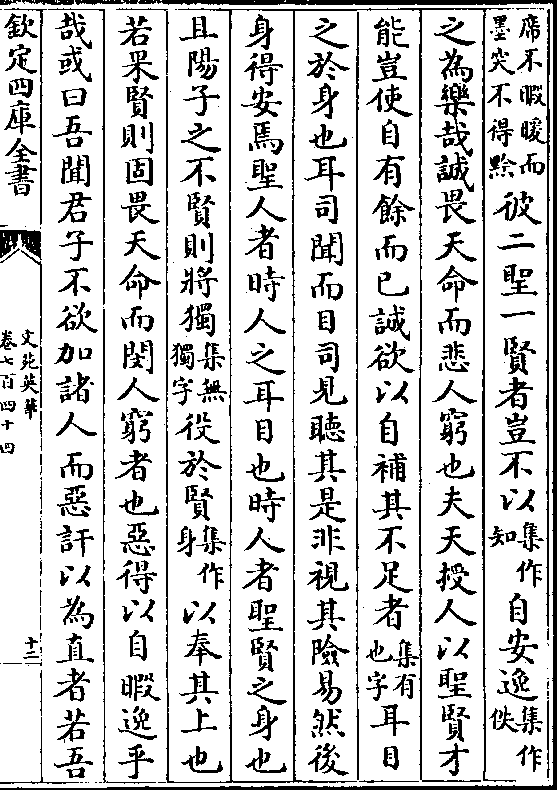 席不暇暖而墨突不得黔彼二聖一賢者豈不以集作知自安逸集作佚
之為樂哉誠畏天命而悲人窮也夫天授人以聖賢才
能豈使自有餘而已誠欲以自補其不足者集有也字耳目
之於身也耳司聞而目司見聽其是非視其險易然後
身得安焉聖人者時人之耳目也時人者聖賢之身也
且陽子之不賢則將獨集無獨字役於賢集作身以奉其上也
若果賢則固畏天命而閔人窮者也惡得以自暇逸乎
哉或曰吾聞君子不欲加諸人而惡訐以為直者若吾
欽定四庫全書
文苑英華
卷七百四十四
十三